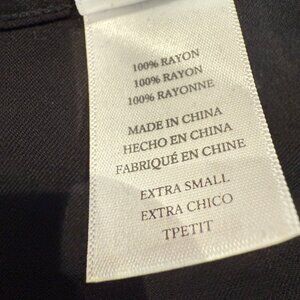 100% RAYON
100% RAYON
100% RAYONNE
MADE IN CHINA
HECHO EN CHINA
FABRIQUÉ EN CHINE
EXTRA SMALL
EXTRA CHICO
TPETIT